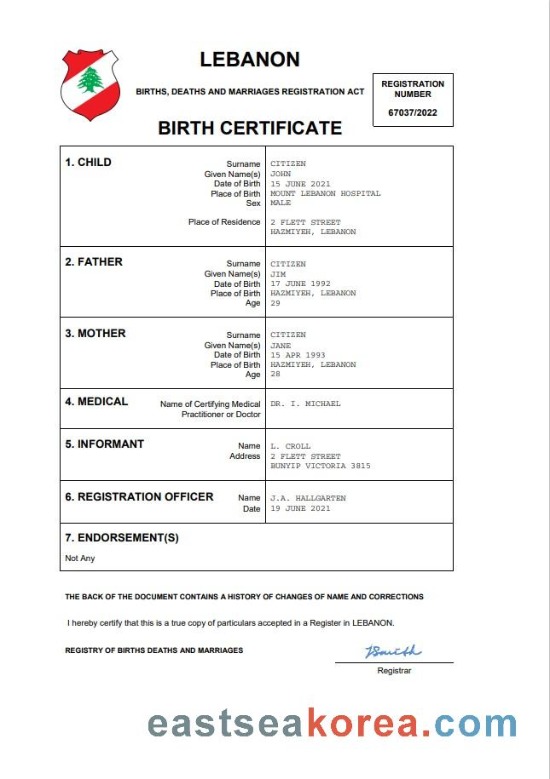 LEBANON
BIRTHS, DEATHS AND MARRIAGES REGISTRATION ACT
REGISTRATION
NUMBER
67037/2022
BIRTH CERTIFICATE
1. CHILD
Surname CITIZEN
Given Name(s) JOHN
Date of Birth 15 JUNE 2021
Place of Birth MOUNT LEBANON HOSPITAL
Sex MALE
Place of Residence 2 FLETT STREET
HAZMIYEH, LEBANON
2. FATHER
Surname CITIZEN
Given Name(s) JIM
Date of Birth 17 JUNE 1992
Place of Birth HAZMIYEH, LEBANON
Age 29
3. MOTHER
Surname CITIZEN
Given Name(s) JANE
Date of Birth 15 APR 1993
Place of Birth HAZMIYEH, LEBANON
Age 28
4. MEDICAL
Name of Certifying Medical DR. I. MICHAEL
Practitioner or Doctor
5. INFORMANT
Name L. CROLL
Address 2 FLETT STREET
BUNYIP VICTORIA 3815
6. REGISTRATION OFFICER
Name J.A. HALLGARTEN
Date 19 JUNE 2021
7. ENDORSEMENT(S)
Not Any
THE BACK OF THE DOCUMENT CONTAINS A HISTORY OF CHANGES OF NAME AND CORRECTIONS
I hereby certify that this is a true copy of particulars accepted in a Register in LEBANON.
REGISTRY OF BIRTHS DEATHS AND MARRIAGES
JSmith
Registrar
eastseakorea.com